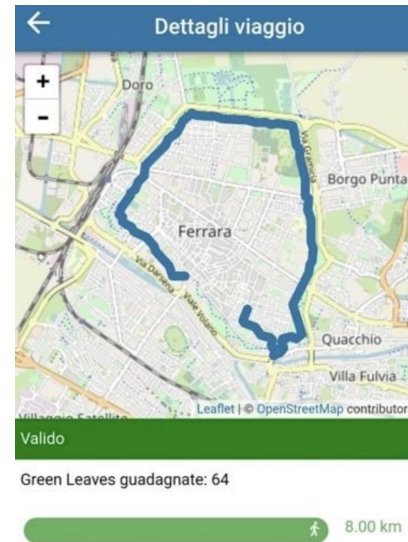 Dettagli viaggio
+
-
Doro
Via Gramicia
Borgo Punta
Ferrara
Via Darsena
Viale Volano
Quacchio
Villa Fulvia
Villaggio Satellite
Leaflet | © OpenStreetMap contributor
Valido
Green Leaves guadagnate: 64
8.00 km